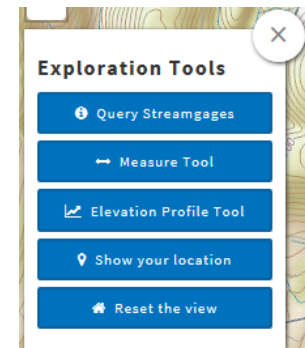 Exploration Tools
Query Streamgages
Measure Tool
Elevation Profile Tool
Show your location
Reset the view